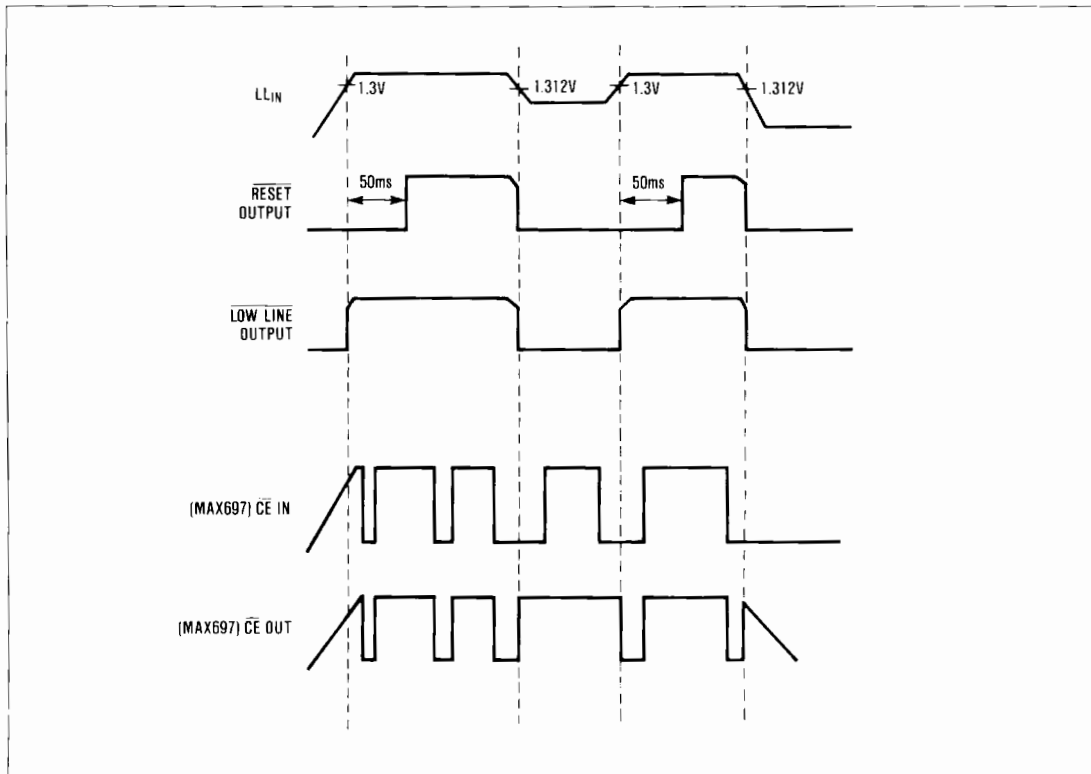 LLIN
1.3V
1.312V
1.3V
1.312V
RESET
OUTPUT
50ms
50ms
LOW LINE
OUTPUT
(MAX697) CE IN
(MAX697) CE OUT